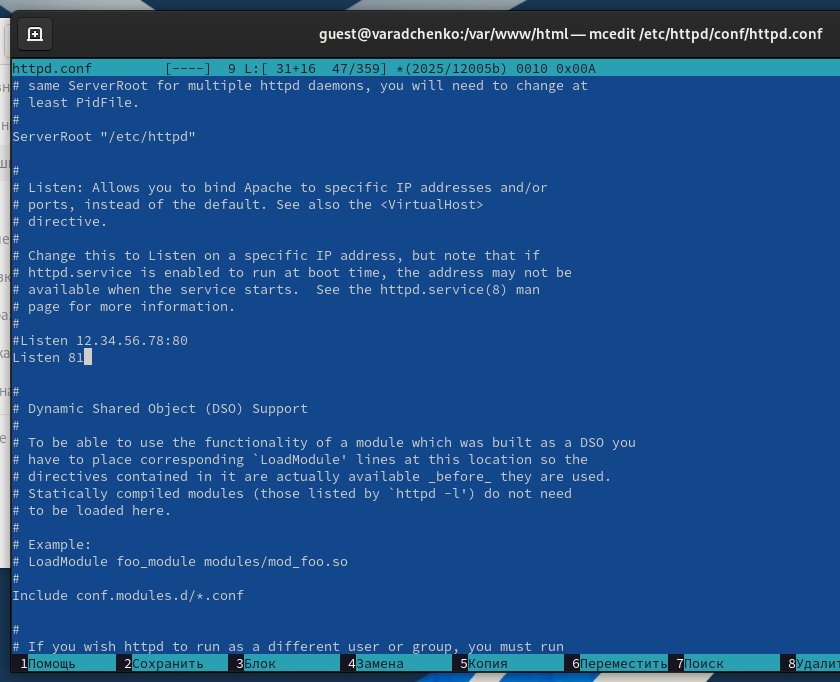 guest@varadchenko:/var/www/html — mcedit /etc/httpd/conf/httpd.conf
httpd.conf [----] 9 L:[ 31+16 47/359] *(2025/12005b) 0010 0x00A
# same ServerRoot for multiple httpd daemons, you will need to change at
# least PidFile.
#
ServerRoot "/etc/httpd"
#
# Listen: Allows you to bind Apache to specific IP addresses and/or
# ports, instead of the default. See also the <VirtualHost>
# directive.
#
# Change this to Listen on a specific IP address, but note that if
# httpd.service is enabled to run at boot time, the address may not be
# available when the service starts.  See the httpd.service(8) man
# page for more information.
#
#Listen 12.34.56.78:80
Listen 81
#
# Dynamic Shared Object (DSO) Support
#
# To be able to use the functionality of a module which was built as a DSO you
# have to place corresponding `LoadModule' lines at this location so the
# directives contained in it are actually available _before_ they are used.
# Statically compiled modules (those listed by `httpd -l') do not need
# to be loaded here.
#
# Example:
# LoadModule foo_module modules/mod_foo.so
#
Include conf.modules.d/*.conf
#
# If you wish httpd to run as a different user or group, you must run
1Помощь 2Сохранить 3Блок 4Замена 5Копия 6Переместить 7Поиск 8Удалит